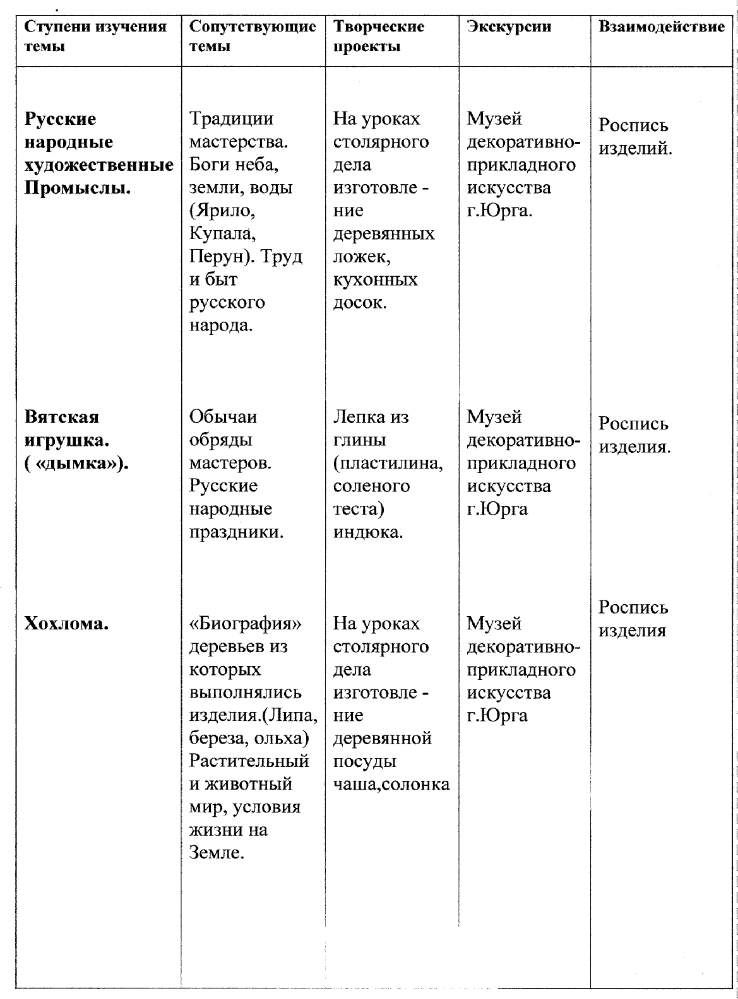 Ступени изучения
темы
Сопутствующие
темы
Творческие
проекты
Экскурсии
Взаимодействие
Русские
народные
художественные
Промыслы.
Традиции
мастерства.
Боги неба,
земли, воды
(Ярило,
Купала,
Перун). Труд
и быт
русского
народа.
На уроках
столярного
дела
изготовле -
ние
деревянных
ложек,
кухонных
досок.
Музей
декоративно-
прикладного
искусства
г.Юрга.
Роспись
изделий.
Вятская
игрушка.
( «дымка»).
Обычаи
обряды
мастеров.
Русские
народные
праздники.
Лепка из
глины
(пластилина,
соленого
теста)
индюка.
Музей
декоративно-
прикладного
искусства
г.Юрга
Роспись
изделия.
Хохлома.
«Биография»
деревьев из
которых
выполнялись
изделия.(Липа,
береза, ольха)
Растительный
и животный
мир, условия
жизни на
Земле.
На уроках
столярного
дела
изготовле -
ние
деревянной
посуды
чаша,солонка
Музей
декоративно-
прикладного
искусства
г.Юрга
Роспись
изделия